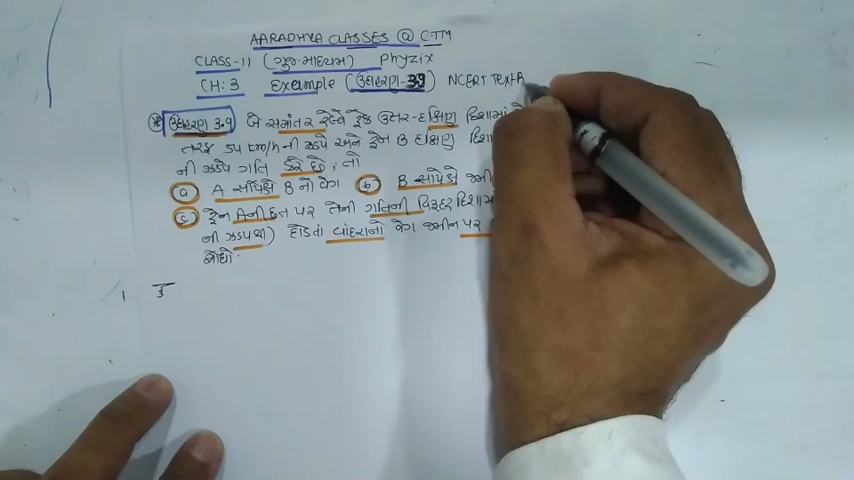 AARADHYA CLASSES @ CTM
CLASS-11 (ગુજ.માધ્યમ) Phyzix
CH:3 Example (ઉદાહરણ-3.9) NCERT Text
* ઉદાહરણ 3.9 બે સમાંતર રેલ્વે ટ્રેક ઉત્તર-દક્ષિણ દિશામાં
તરફ 54 km/h ની ઝડપે અને ટ્રેન B દક્ષિણ
ની ઝડપે ગતિ કરે છે, તો
(a) A સાપેક્ષે B નો વેગ (b) B સાપેક્ષે
(c) ટ્રેન Aની છત પર તેની ગતિની વિરુદ્ધ દિશામાં
ની ઝડપથી) દોડતાં વાંદરાનો વેગ જમીન પર
શોધો.